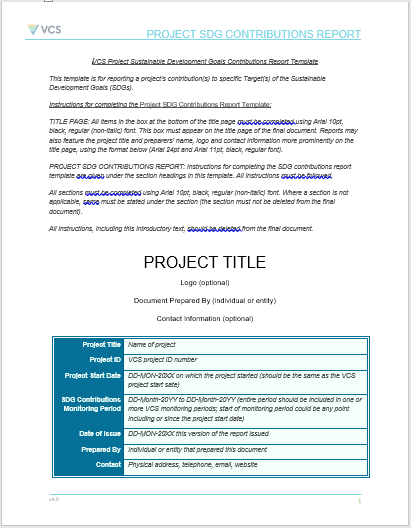 VCS
PROJECT SDG CONTRIBUTIONS REPORT
VCS Project Sustainable Development Goals Contributions Report Template
This template is for reporting a project's contribution(s) to specific Target(s) of the Sustainable
Development Goals (SDGs).
Instructions for completing the Project SDG Contributions Report Template:
TITLE PAGE: All items in the box at the bottom of the title page must be completed using Arial 10pt,
black, regular (non-italic) font. This box must appear on the title page of the final document. Reports may
also feature the project title and preparers' name, logo and contact information more prominently on the
title page, using the format below (Arial 24pt and Arial 11pt, black, regular font).
PROJECT SDG CONTRIBUTIONS REPORT: Instructions for completing the SDG contributions report
template are given under the section headings in this template. All instructions must be followed.
All sections must be completed using Arial 10pt, black, regular (non-italic) font. Where a section is not
applicable, same must be stated under the section (the section must not be deleted from the final
document).
All instructions, including this introductory text, should be deleted from the final document.
PROJECT TITLE
Logo (optional)
Document Prepared By (individual or entity)
Contact Information (optional)
Project Title Name of project
Project ID VCS project ID number
Project Start Date DD-MON-20XX on which the project started (should be the same as the VCS
project start sate)
SDG Contributions DD-Month-20YY to DD-Month-20YY (entire period should be included in one or
Monitoring Period more VCS monitoring periods; start of monitoring period could be any point
including or since the project start date)
Date of Issue DD-MON-20XX this version of the report issued
Prepared By Individual or entity that prepared this document
Contact Physical address, telephone, email, website
v4.0
1